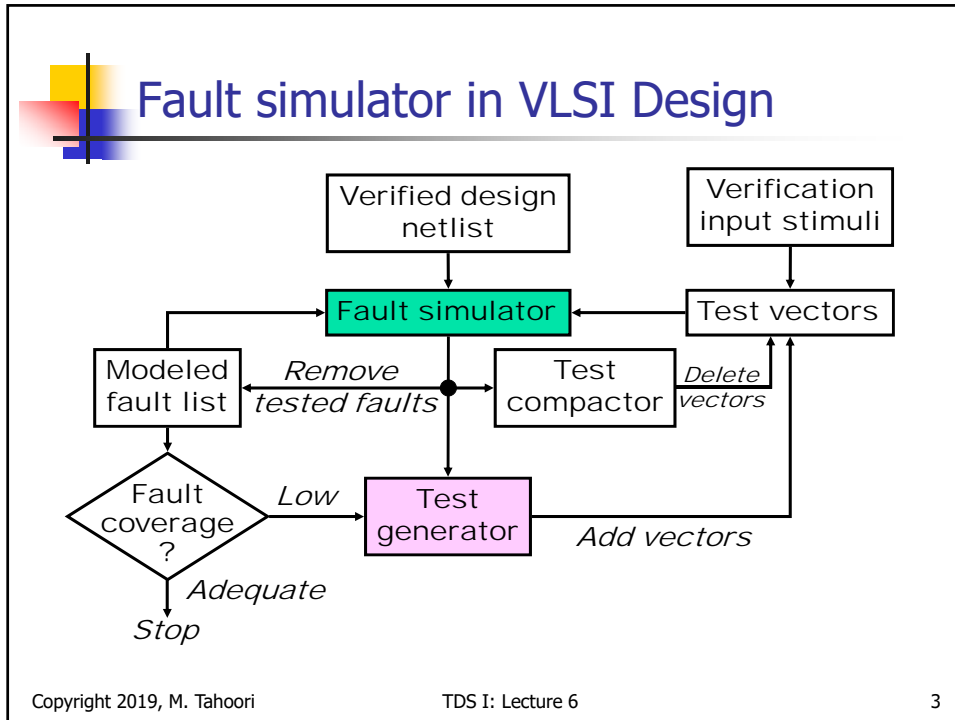 Fault simulator in VLSI Design
Verified design
netlist
Verification
input stimuli
Fault simulator
Test vectors
Modeled
fault list
Remove
tested faults
Test
compactor
Delete
vectors
Fault
coverage
?
Low
Test
generator
Add vectors
Adequate
Stop
Copyright 2019, M. Tahoori
TDS I: Lecture 6
3